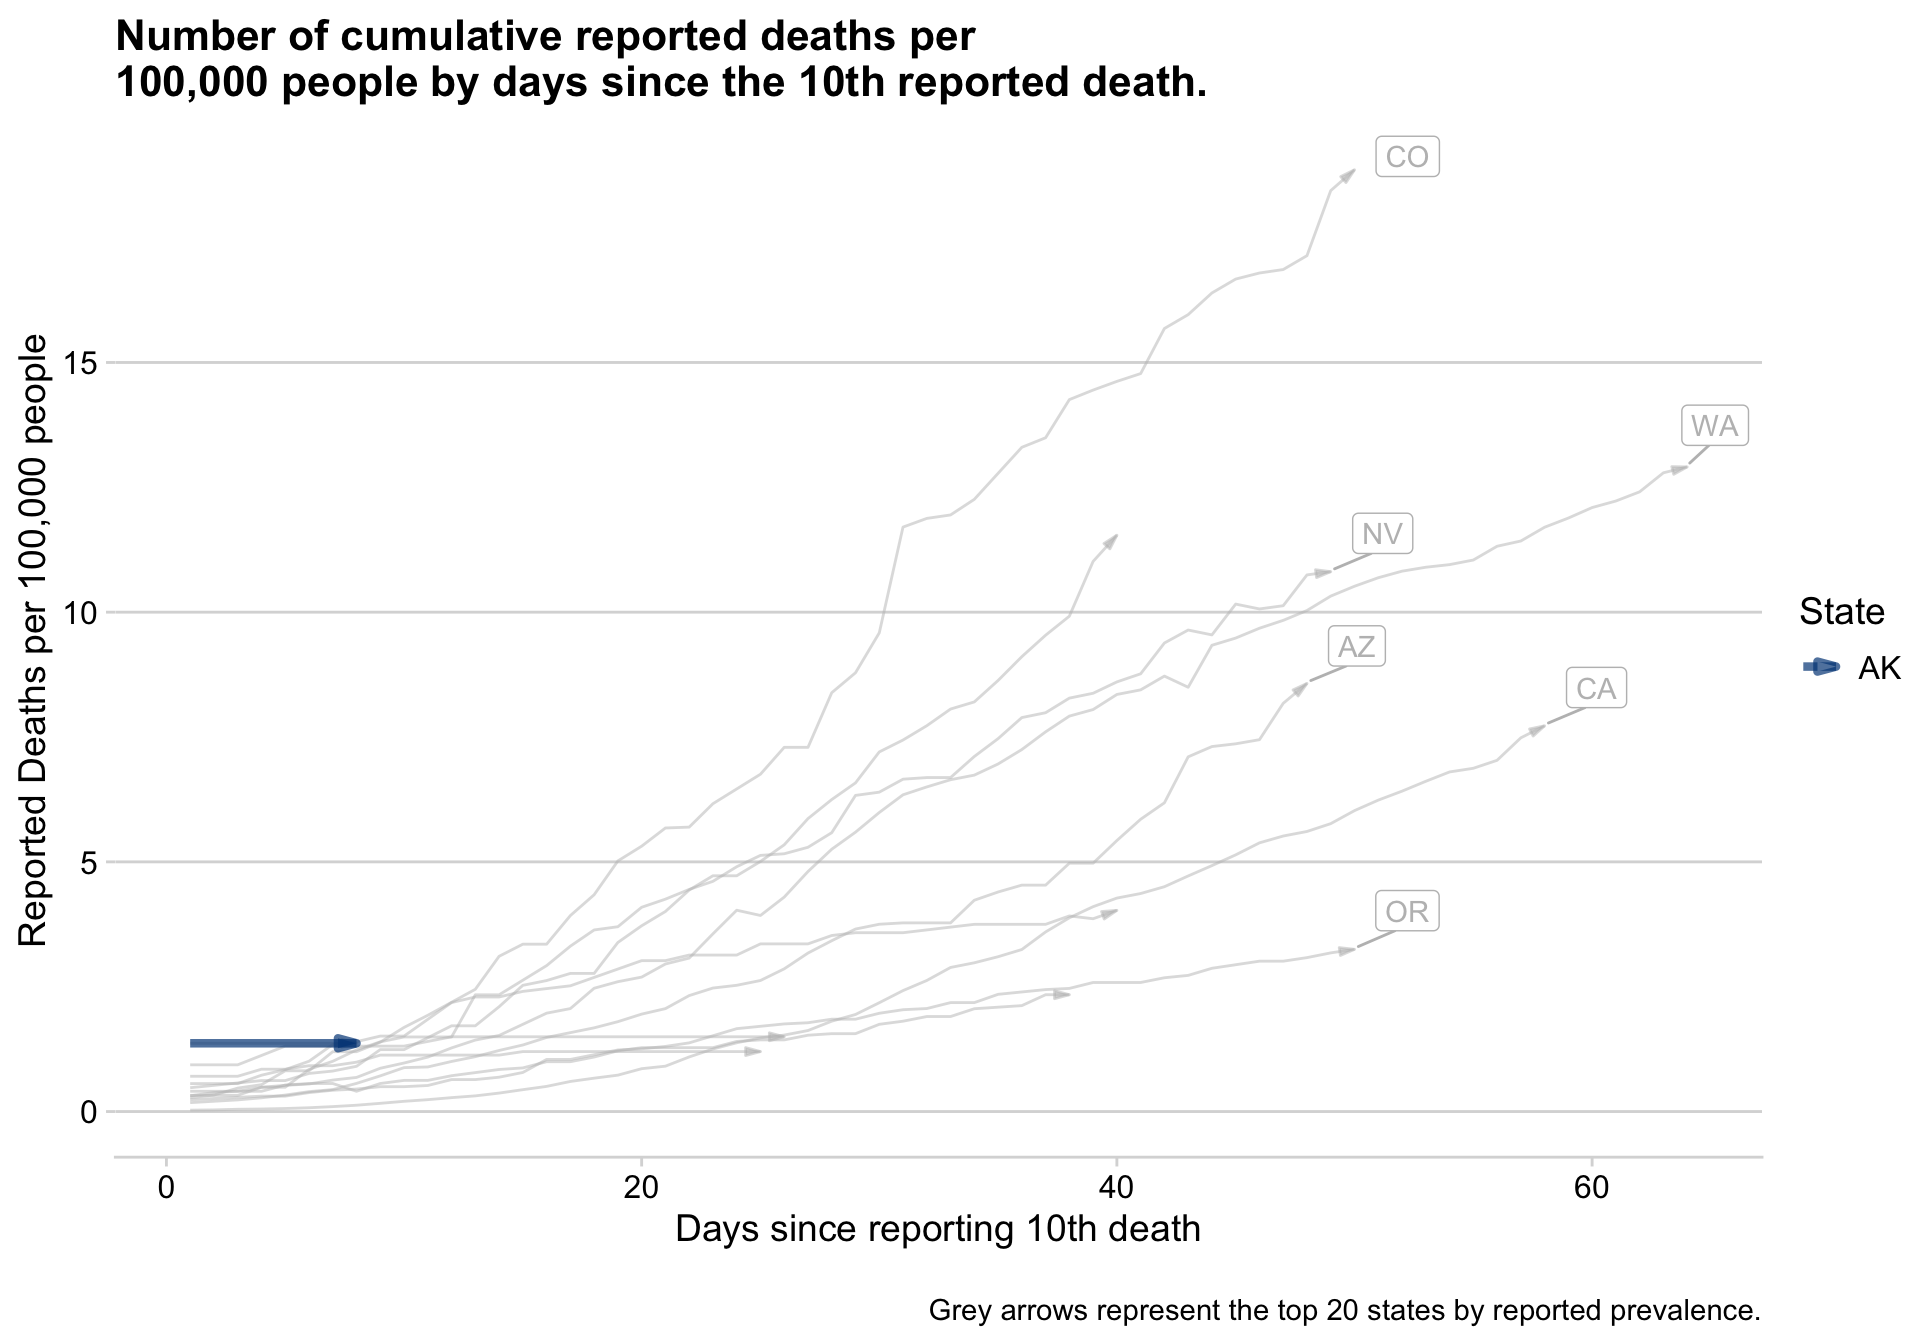 Number of cumulative reported deaths per
100,000 people by days since the 10th reported death.
Reported Deaths per 100,000 people
15
10
5
0
CO
WA
NV
AZ
CA
OR
State
AK
0
20
40
60
Days since reporting 10th death
Grey arrows represent the top 20 states by reported prevalence.